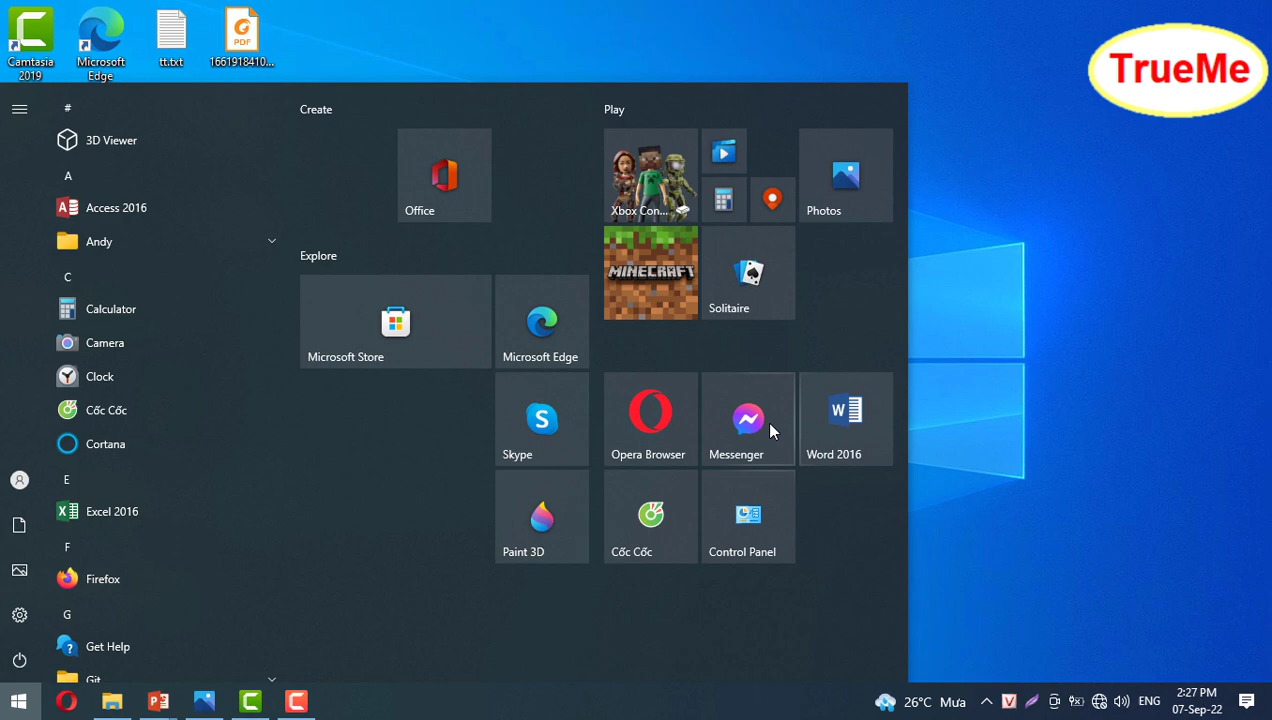 Camtasia
2019
Microsoft
Edge
tt.txt
PDF
1661918410...
TrueMe
#
3D Viewer
A
Access 2016
Andy
C
Calculator
Camera
Clock
Cốc Cốc
Cortana
E
Excel 2016
F
Firefox
G
Get Help
Git
Create
Office
Explore
Microsoft Store
Microsoft Edge
Skype
Paint 3D
Play
Xbox Con...
Photos
MINECRAFT
Solitaire
Opera Browser
Messenger
Word 2016
Cốc Cốc
Control Panel
26°C Mưa
ENG
2:27 PM
07-Sep-22